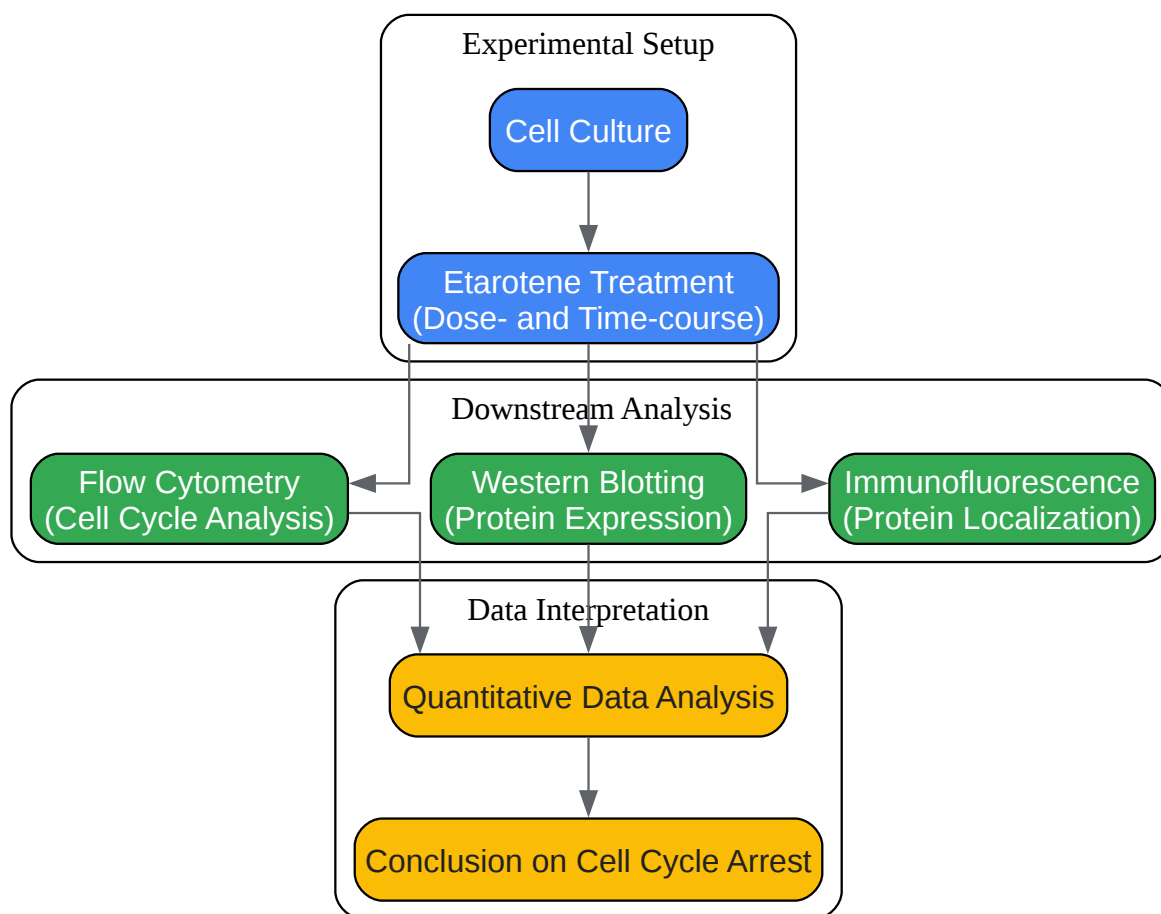 Experimental Setup
Cell Culture
Etarotene Treatment
(Dose- and Time-course)
Downstream Analysis
Flow Cytometry
(Cell Cycle Analysis)
Western Blotting
(Protein Expression)
Immunofluorescence
(Protein Localization)
Data Interpretation
Quantitative Data Analysis
Conclusion on Cell Cycle Arrest